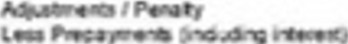 Adjustments / Penalty
Less Prepayments (including interest)